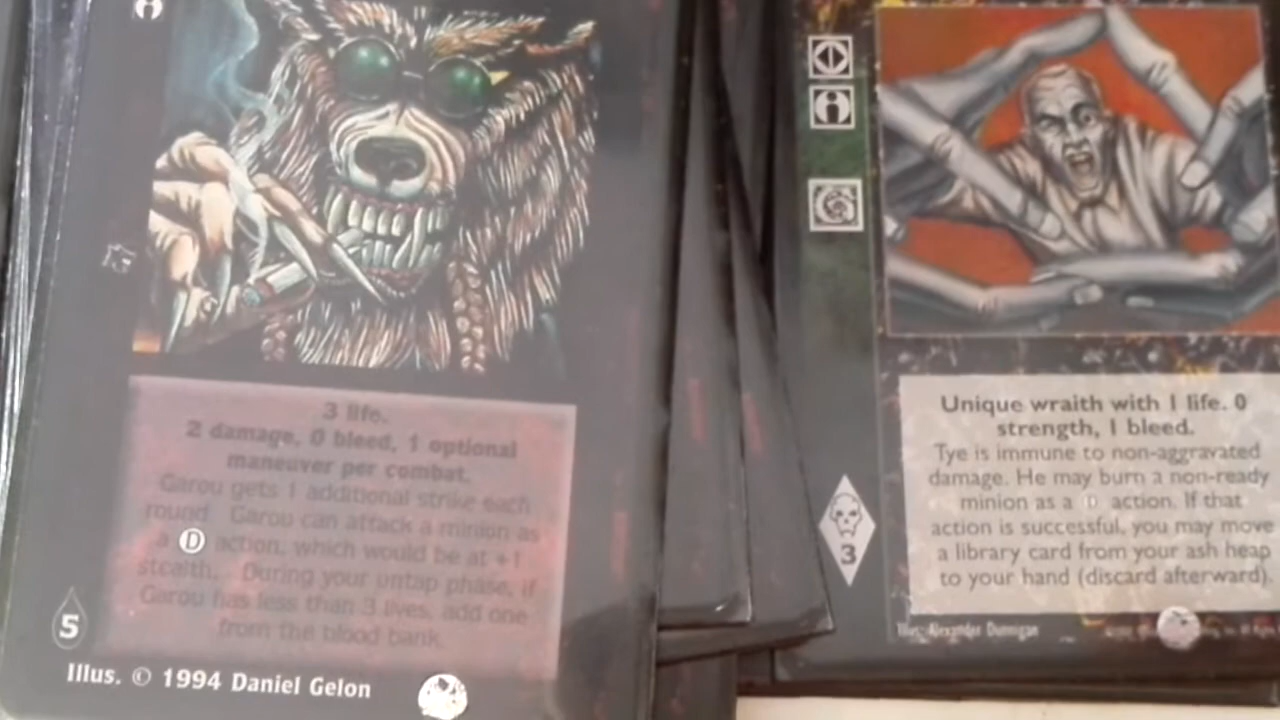 3 life.
2 damage, 0 bleed, 1 optional
maneuver per combat.
Garou gets 1 additional strike each
round. Garou can attack a minion as
a D action, which would be at +1
stealth. During your untap phase, if
Garou has less than 3 lives, add one
from the blood bank.
5
Illus. © 1994 Daniel Gelon
Unique wraith with 1 life. 0
strength, 1 bleed.
Tye is immune to non-aggravated
damage. He may burn a non-ready
minion as a D action. If that
action is successful, you may move
a library card from your ash heap
to your hand (discard afterward).
3
Illus. Alexander Dunnigan